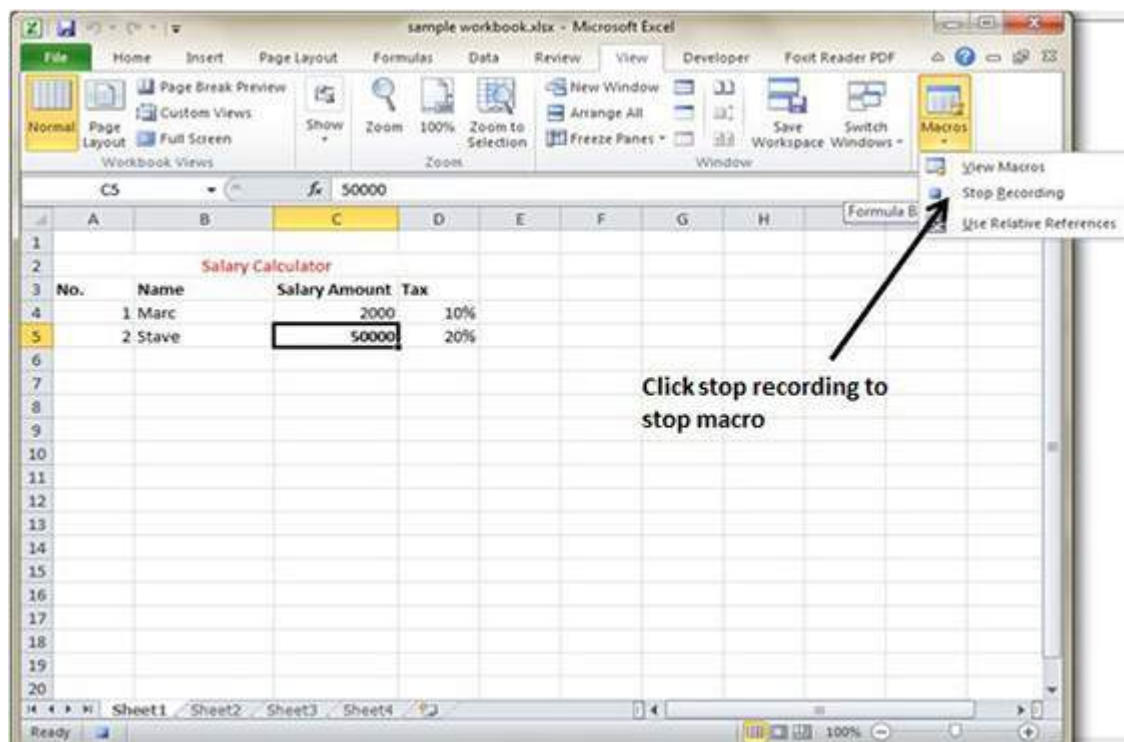 sample workbook.xlsx - Microsoft Excel
File Home Insert Page Layout Formulas Data Review View Developer Foxit Reader PDF
Normal
Page Layout
Page Break Preview
Custom Views
Full Screen
Workbook Views
Show
Zoom
100%
Zoom to Selection
Zoom
New Window
Arrange All
Freeze Panes
Save Workspace
Switch Windows
Window
Macros
View Macros
Stop Recording
Use Relative References
C5 fx 50000
Formula B
A B C D E F G H
1
2 Salary Calculator
3 No. Name Salary Amount Tax
4 1 Marc 2000 10%
5 2 Stave 50000 20%
6
7
Click stop recording to
8
stop macro
9
10
11
12
13
14
15
16
17
18
19
20
Sheet1 Sheet2 Sheet3 Sheet4
Ready 100%